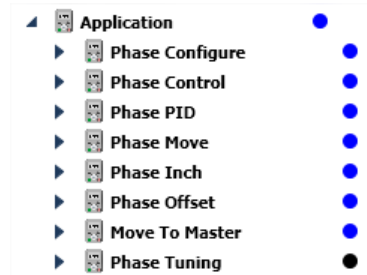 Application
Phase Configure
Phase Control
Phase PID
Phase Move
Phase Inch
Phase Offset
Move To Master
Phase Tuning